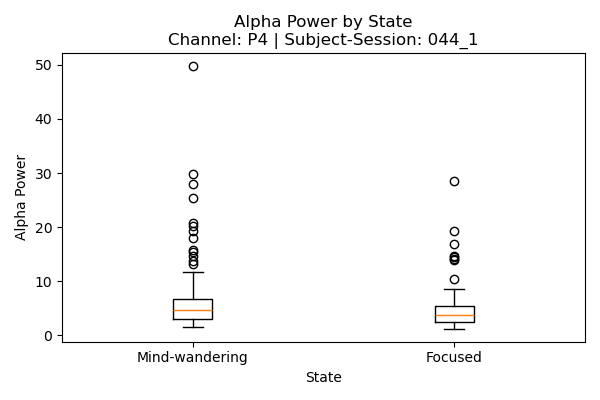 Alpha Power by State
Channel: P4 | Subject-Session: 044_1
Alpha Power
50
40
30
20
10
0
Mind-wandering
Focused
State